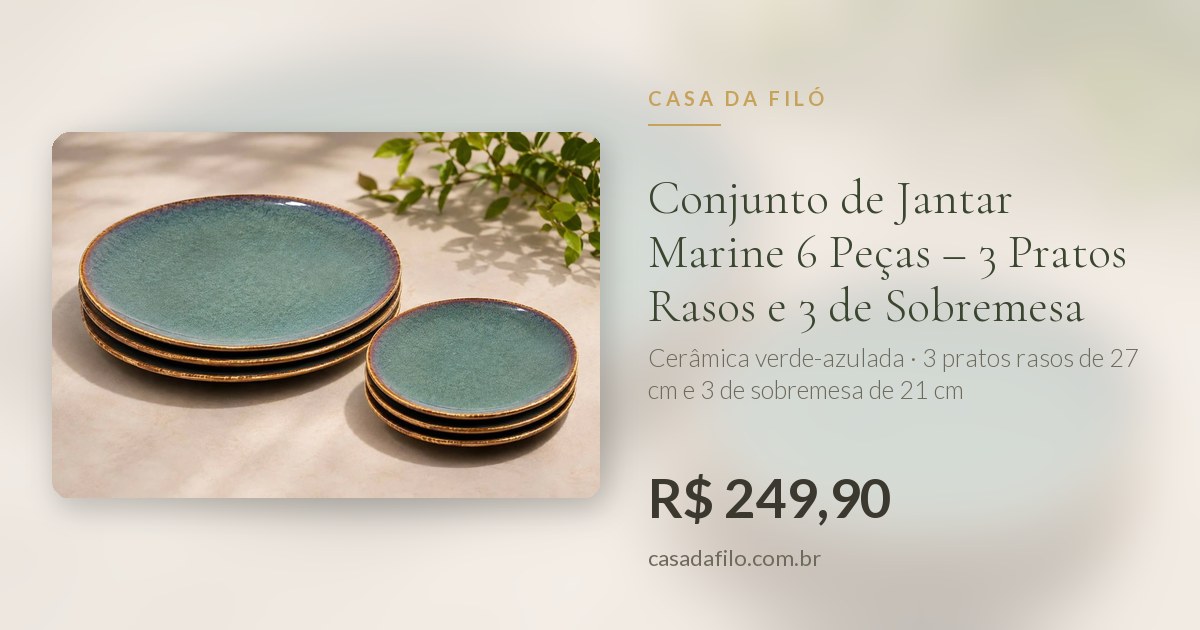 CASA DA FILÓ
Conjunto de Jantar
Marine 6 Peças – 3 Pratos
Rasos e 3 de Sobremesa
Cerâmica verde-azulada · 3 pratos rasos de 27
cm e 3 de sobremesa de 21 cm
R$ 249,90
casadafilo.com.br